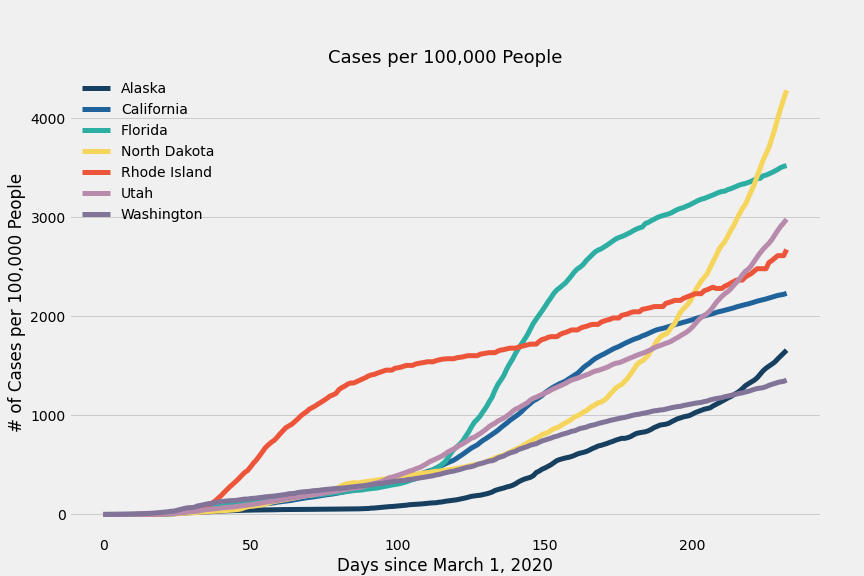 Cases per 100,000 People
Alaska
California
Florida
North Dakota
Rhode Island
Utah
Washington
# of Cases per 100,000 People
4000
3000
2000
1000
0
0 50 100 150 200
Days since March 1, 2020